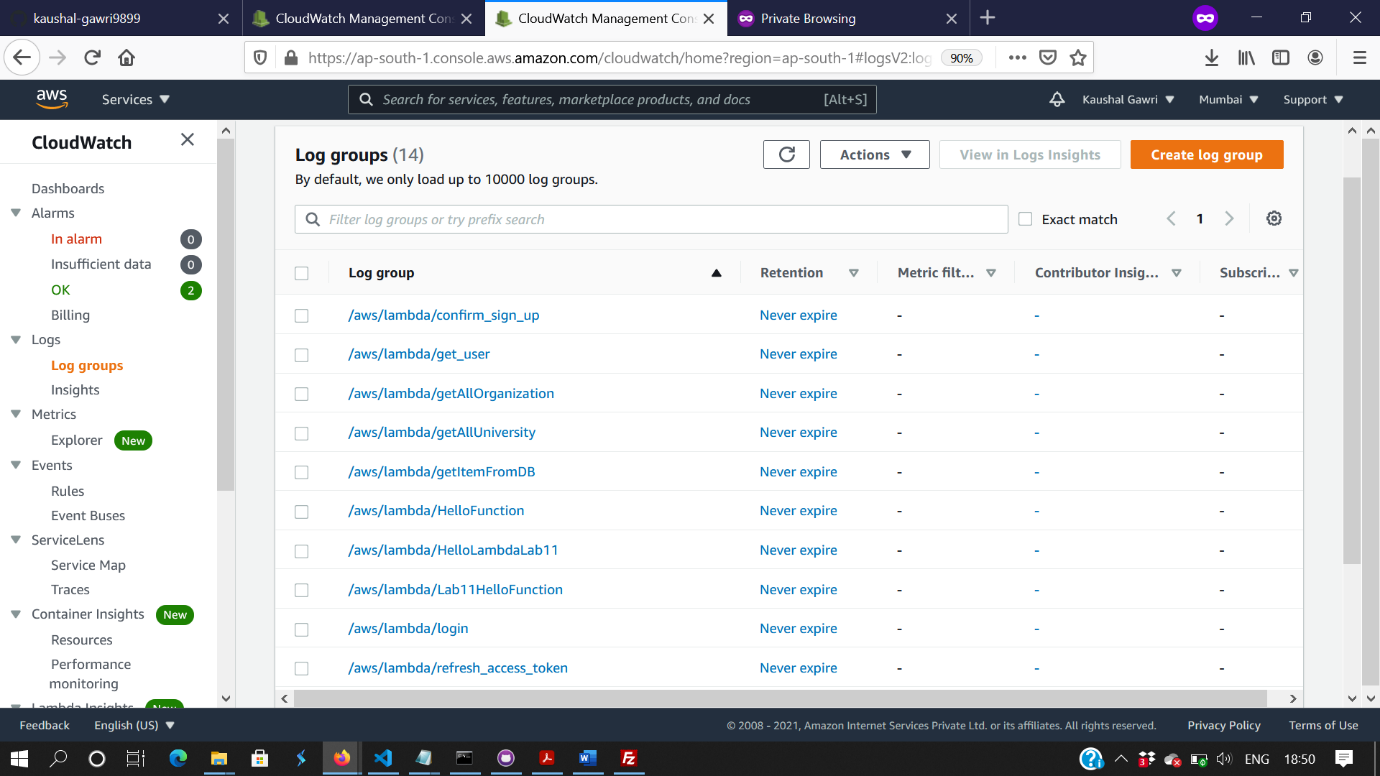 kaushal-gawri9899
CloudWatch Management Con
CloudWatch Management Con
Private Browsing
https://ap-south-1.console.aws.amazon.com/cloudwatch/home?region=ap-south-1#logsV2:log
90%
aws
Services
Search for services, features, marketplace products, and docs
[Alt+S]
Kaushal Gawri
Mumbai
Support
CloudWatch
Dashboards
Alarms
In alarm 0
Insufficient data 0
OK 2
Billing
Logs
Log groups
Insights
Metrics
Explorer New
Events
Rules
Event Buses
ServiceLens
Service Map
Traces
Container Insights New
Resources
Performance
monitoring
Lambda Insights New
Log groups (14)
By default, we only load up to 10000 log groups.
Actions
View in Logs Insights
Create log group
Filter log groups or try prefix search
Exact match
1
Log group Retention Metric filt... Contributor Insig... Subscri...
/aws/lambda/confirm_sign_up Never expire - - -
/aws/lambda/get_user Never expire - - -
/aws/lambda/getAllOrganization Never expire - - -
/aws/lambda/getAllUniversity Never expire - - -
/aws/lambda/getItemFromDB Never expire - - -
/aws/lambda/HelloFunction Never expire - - -
/aws/lambda/HelloLambdaLab11 Never expire - - -
/aws/lambda/Lab11HelloFunction Never expire - - -
/aws/lambda/login Never expire - - -
/aws/lambda/refresh_access_token Never expire - - -
Feedback
English (US)
© 2008 - 2021, Amazon Internet Services Private Ltd. or its affiliates. All rights reserved.
Privacy Policy
Terms of Use
3
ENG
18:50